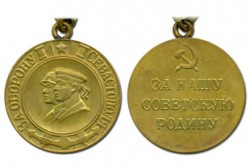 ЗА ОБОРОНУ СЕВАСТОПОЛЯ
ЗА НАШУ
СОВЕТСКУЮ
РОДИНУ